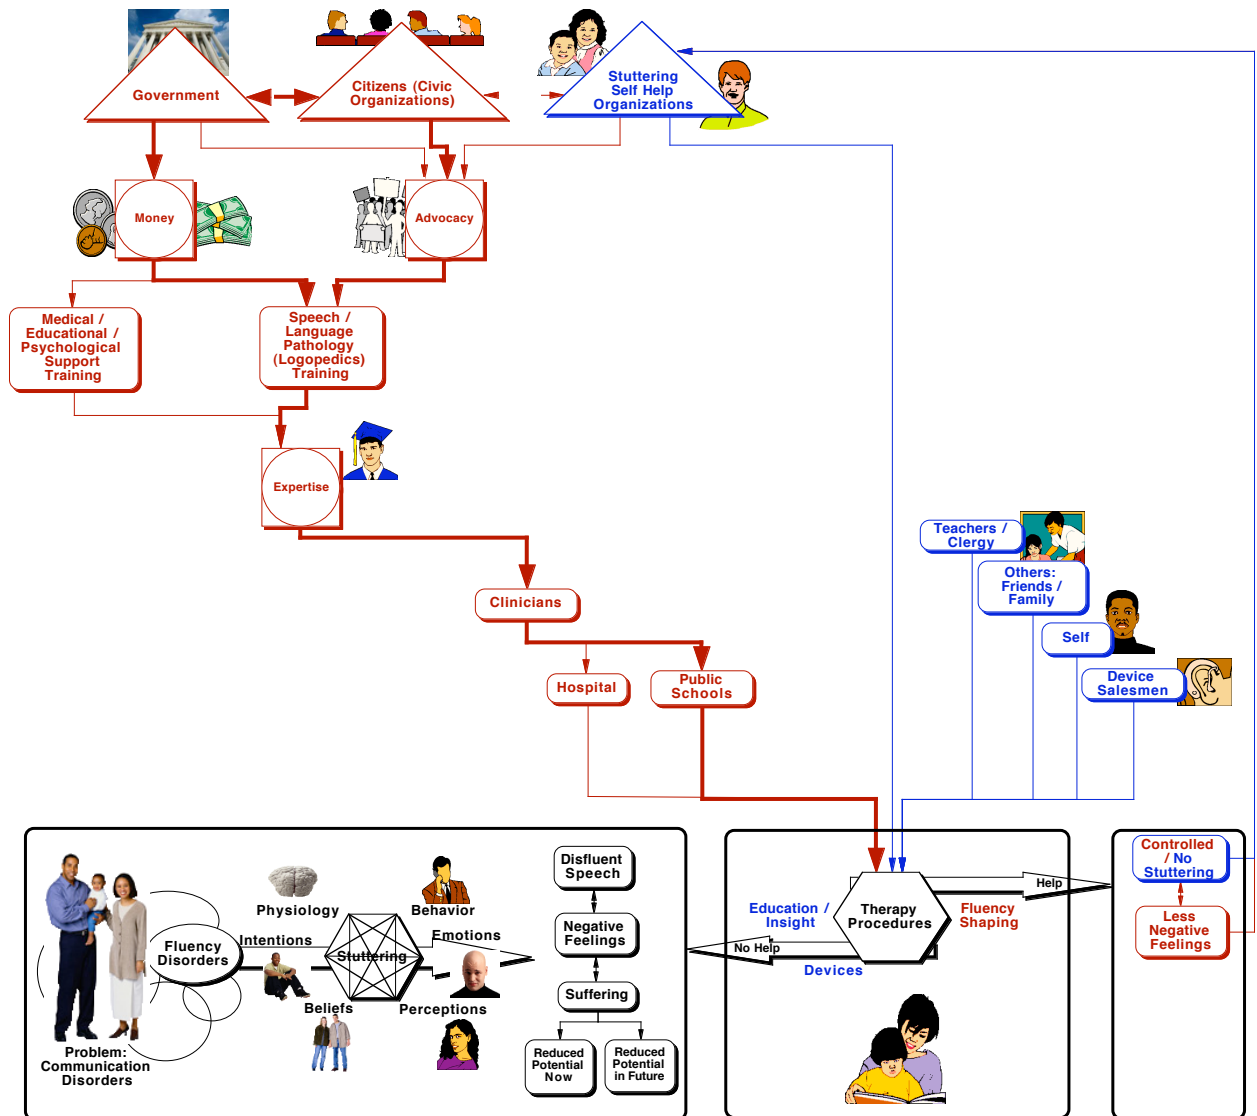 Government
Citizens (Civic
Organizations)
Stuttering
Self Help
Organizations
Money
Advocacy
Medical /
Educational /
Psychological
Support
Training
Speech /
Language
Pathology
(Logopedics)
Training
Expertise
Teachers /
Clergy
Others:
Friends /
Family
Clinicians
Self
Hospital
Public
Schools
Device
Salesmen
Problem:
Communication
Disorders
Fluency
Disorders
Physiology
Behavior
Intentions
Stuttering
Emotions
Beliefs
Perceptions
Disfluent
Speech
Negative
Feelings
Suffering
Reduced
Potential
Now
Reduced
Potential
in Future
No Help
Education /
Insight
Therapy
Procedures
Fluency
Shaping
Devices
Help
Controlled
/ No
Stuttering
Less
Negative
Feelings